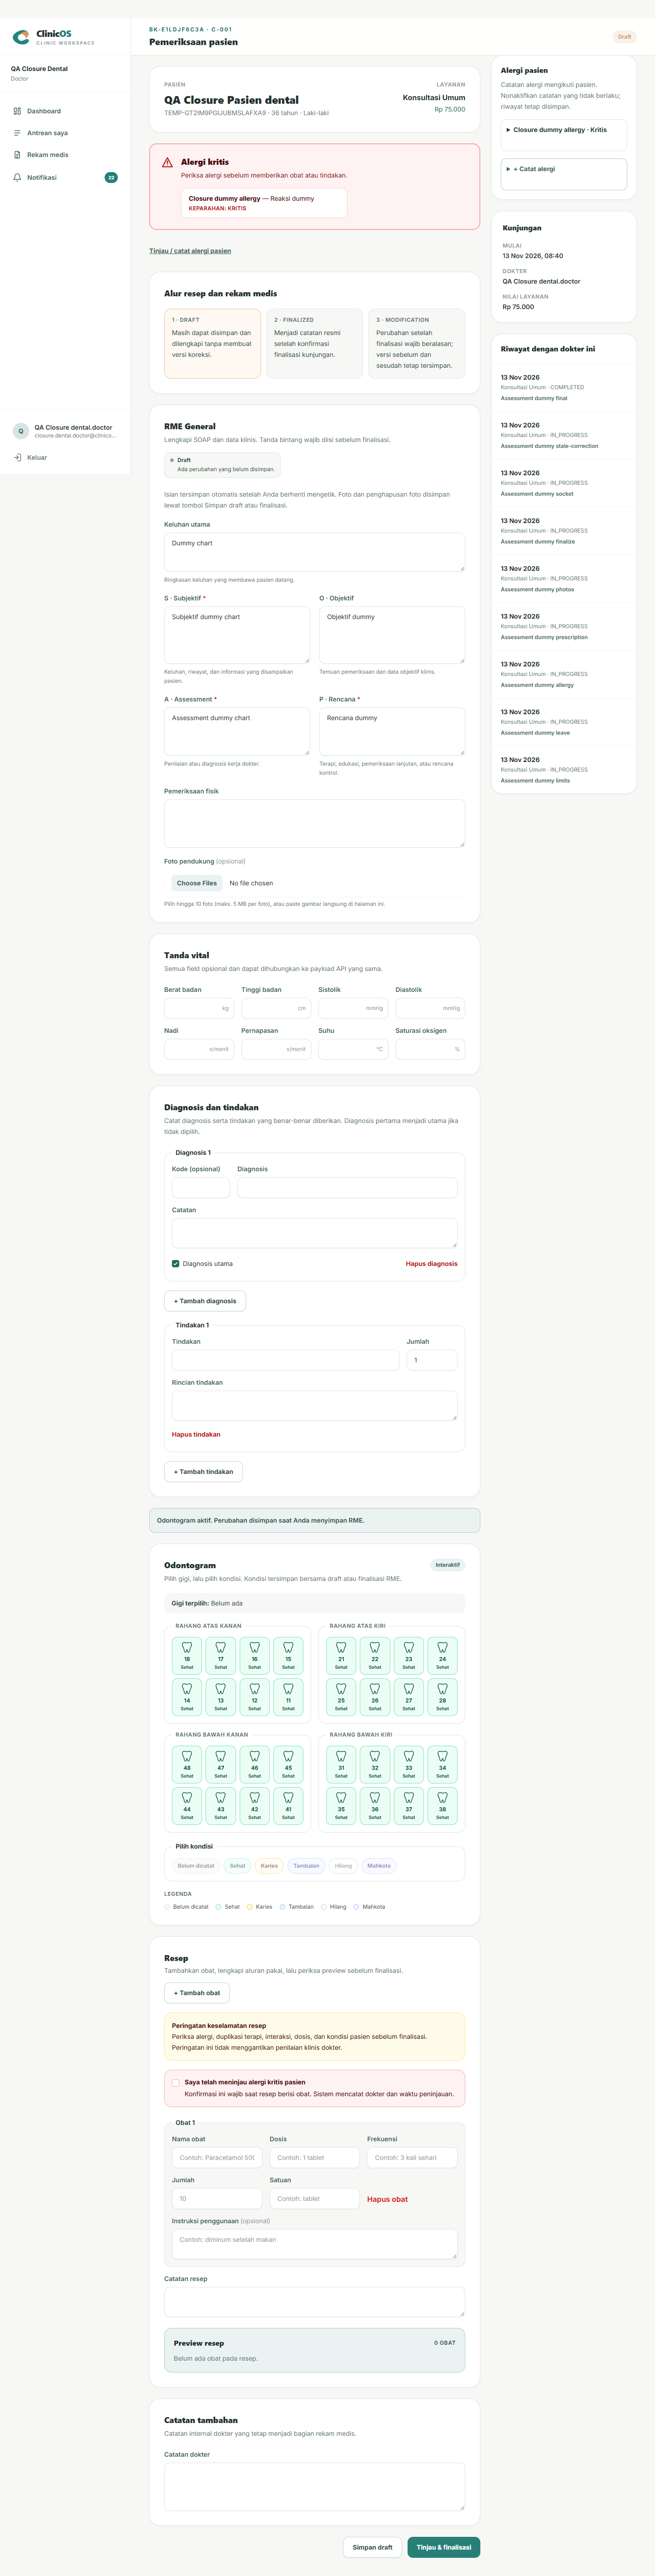 ClinicOS
CLINIC WORKSPACE
QA Closure Dental
Doctor
Dashboard
Antrean saya
Rekam medis
Notifikasi 22
Q
QA Closure dental.doctor
closure.dental.doctor@clinico...
Keluar
BK-E1LDJF6C3A · C-001
Pemeriksaan pasien
Draft
PASIEN
QA Closure Pasien dental
TEMP-GT2IM9PGIJUBMSLAFXA9 · 36 tahun · Laki-laki
LAYANAN
Konsultasi Umum
Rp 75.000
Alergi kritis
Periksa alergi sebelum memberikan obat atau tindakan.
Closure dummy allergy — Reaksi dummy
KEPARAHAN: KRITIS
Tinjau / catat alergi pasien
Alur resep dan rekam medis
1 · DRAFT
Masih dapat disimpan dan
dilengkapi tanpa membuat
versi koreksi.
2 · FINALIZED
Menjadi catatan resmi
setelah konfirmasi
finalisasi kunjungan.
3 · MODIFICATION
Perubahan setelah
finalisasi wajib beralasan;
versi sebelum dan
sesudah tetap tersimpan.
RME General
Lengkapi SOAP dan data klinis. Tanda bintang wajib diisi sebelum finalisasi.
Draft
Ada perubahan yang belum disimpan.
Isian tersimpan otomatis setelah Anda berhenti mengetik. Foto dan penghapusan foto disimpan
lewat tombol Simpan draft atau finalisasi.
Keluhan utama
Dummy chart
Ringkasan keluhan yang membawa pasien datang.
S · Subjektif *
Subjektif dummy chart
Keluhan, riwayat, dan informasi yang disampaikan
pasien.
O · Objektif
Objektif dummy
Temuan pemeriksaan dan data objektif klinis.
A · Assessment *
Assessment dummy chart
Penilaian atau diagnosis kerja dokter.
P · Rencana *
Rencana dummy
Terapi, edukasi, pemeriksaan lanjutan, atau rencana
kontrol.
Pemeriksaan fisik
Foto pendukung (opsional)
Choose Files No file chosen
Pilih hingga 10 foto (maks. 5 MB per foto), atau paste gambar langsung di halaman ini.
Tanda vital
Semua field opsional dan dapat dihubungkan ke payload API yang sama.
Berat badan Tinggi badan Sistolik Diastolik
kg cm mmHg mmHg
Nadi Pernapasan Suhu Saturasi oksigen
x/menit x/menit °C %
Diagnosis dan tindakan
Catat diagnosis serta tindakan yang benar-benar diberikan. Diagnosis pertama menjadi utama jika
tidak dipilih.
Diagnosis 1
Kode (opsional) Diagnosis
Catatan
Diagnosis utama Hapus diagnosis
+ Tambah diagnosis
Tindakan 1
Tindakan Jumlah
1
Rincian tindakan
Hapus tindakan
+ Tambah tindakan
Odontogram aktif. Perubahan disimpan saat Anda menyimpan RME.
Odontogram
Interaktif
Pilih gigi, lalu pilih kondisi. Kondisi tersimpan bersama draft atau finalisasi RME.
Gigi terpilih: Belum ada
RAHANG ATAS KANAN
18 17 16 15
Sehat Sehat Sehat Sehat
14 13 12 11
Sehat Sehat Sehat Sehat
RAHANG ATAS KIRI
21 22 23 24
Sehat Sehat Sehat Sehat
25 26 27 28
Sehat Sehat Sehat Sehat
RAHANG BAWAH KANAN
48 47 46 45
Sehat Sehat Sehat Sehat
44 43 42 41
Sehat Sehat Sehat Sehat
RAHANG BAWAH KIRI
31 32 33 34
Sehat Sehat Sehat Sehat
35 36 37 38
Sehat Sehat Sehat Sehat
Pilih kondisi
Belum dicatat Sehat Karies Tambalan Hilang Mahkota
LEGENDA
Belum dicatat Sehat Karies Tambalan Hilang Mahkota
Resep
Tambahkan obat, lengkapi aturan pakai, lalu periksa preview sebelum finalisasi.
+ Tambah obat
Peringatan keselamatan resep
Periksa alergi, duplikasi terapi, interaksi, dosis, dan kondisi pasien sebelum finalisasi.
Peringatan ini tidak menggantikan penilaian klinis dokter.
Saya telah meninjau alergi kritis pasien
Konfirmasi ini wajib saat resep berisi obat. Sistem mencatat dokter dan waktu peninjauan.
Obat 1
Nama obat Dosis Frekuensi
Contoh: Paracetamol 500 Contoh: 1 tablet Contoh: 3 kali sehari
Jumlah Satuan
10 Contoh: tablet Hapus obat
Instruksi penggunaan (opsional)
Contoh: diminum setelah makan
Catatan resep
Preview resep 0 OBAT
Belum ada obat pada resep.
Catatan tambahan
Catatan internal dokter yang tetap menjadi bagian rekam medis.
Catatan dokter
Simpan draft Tinjau & finalisasi
Alergi pasien
Catatan alergi mengikuti pasien.
Nonaktifkan catatan yang tidak berlaku;
riwayat tetap disimpan.
Closure dummy allergy · Kritis
+ Catat alergi
Kunjungan
MULAI
13 Nov 2026, 08:40
DOKTER
QA Closure dental.doctor
NILAI LAYANAN
Rp 75.000
Riwayat dengan dokter ini
13 Nov 2026
Konsultasi Umum · COMPLETED
Assessment dummy final
13 Nov 2026
Konsultasi Umum · IN_PROGRESS
Assessment dummy stale-correction
13 Nov 2026
Konsultasi Umum · IN_PROGRESS
Assessment dummy socket
13 Nov 2026
Konsultasi Umum · IN_PROGRESS
Assessment dummy finalize
13 Nov 2026
Konsultasi Umum · IN_PROGRESS
Assessment dummy photos
13 Nov 2026
Konsultasi Umum · IN_PROGRESS
Assessment dummy prescription
13 Nov 2026
Konsultasi Umum · IN_PROGRESS
Assessment dummy allergy
13 Nov 2026
Konsultasi Umum · IN_PROGRESS
Assessment dummy leave
13 Nov 2026
Konsultasi Umum · IN_PROGRESS
Assessment dummy limits